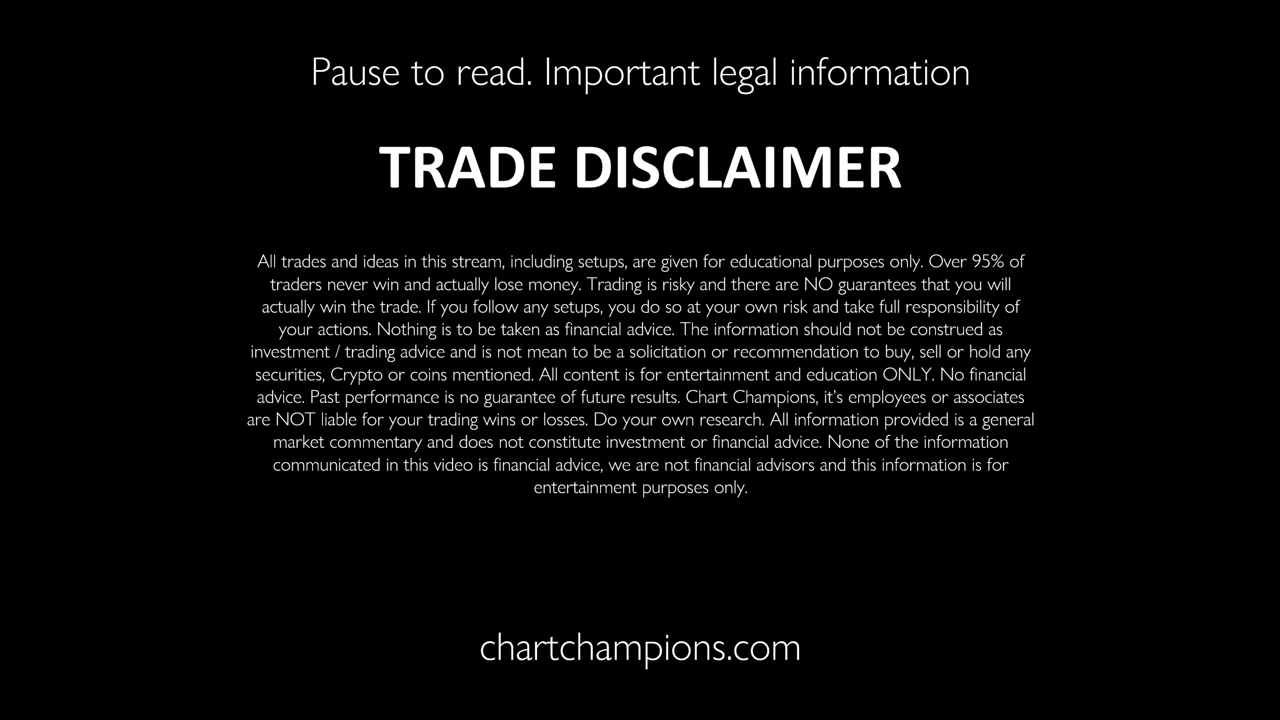 Pause to read. Important legal information
TRADE DISCLAIMER
All trades and ideas in this stream, including setups, are given for educational purposes only. Over 95% of
traders never win and actually lose money. Trading is risky and there are NO guarantees that you will
actually win the trade. If you follow any setups, you do so at your own risk and take full responsibility of
your actions. Nothing is to be taken as financial advice. The information should not be construed as
investment / trading advice and is not mean to be a solicitation or recommendation to buy, sell or hold any
securities, Crypto or coins mentioned. All content is for entertainment and education ONLY. No financial
advice. Past performance is no guarantee of future results. Chart Champions, it's employees or associates
are NOT liable for your trading wins or losses. Do your own research. All information provided is a general
market commentary and does not constitute investment or financial advice. None of the information
communicated in this video is financial advice, we are not financial advisors and this information is for
entertainment purposes only.
chartchampions.com